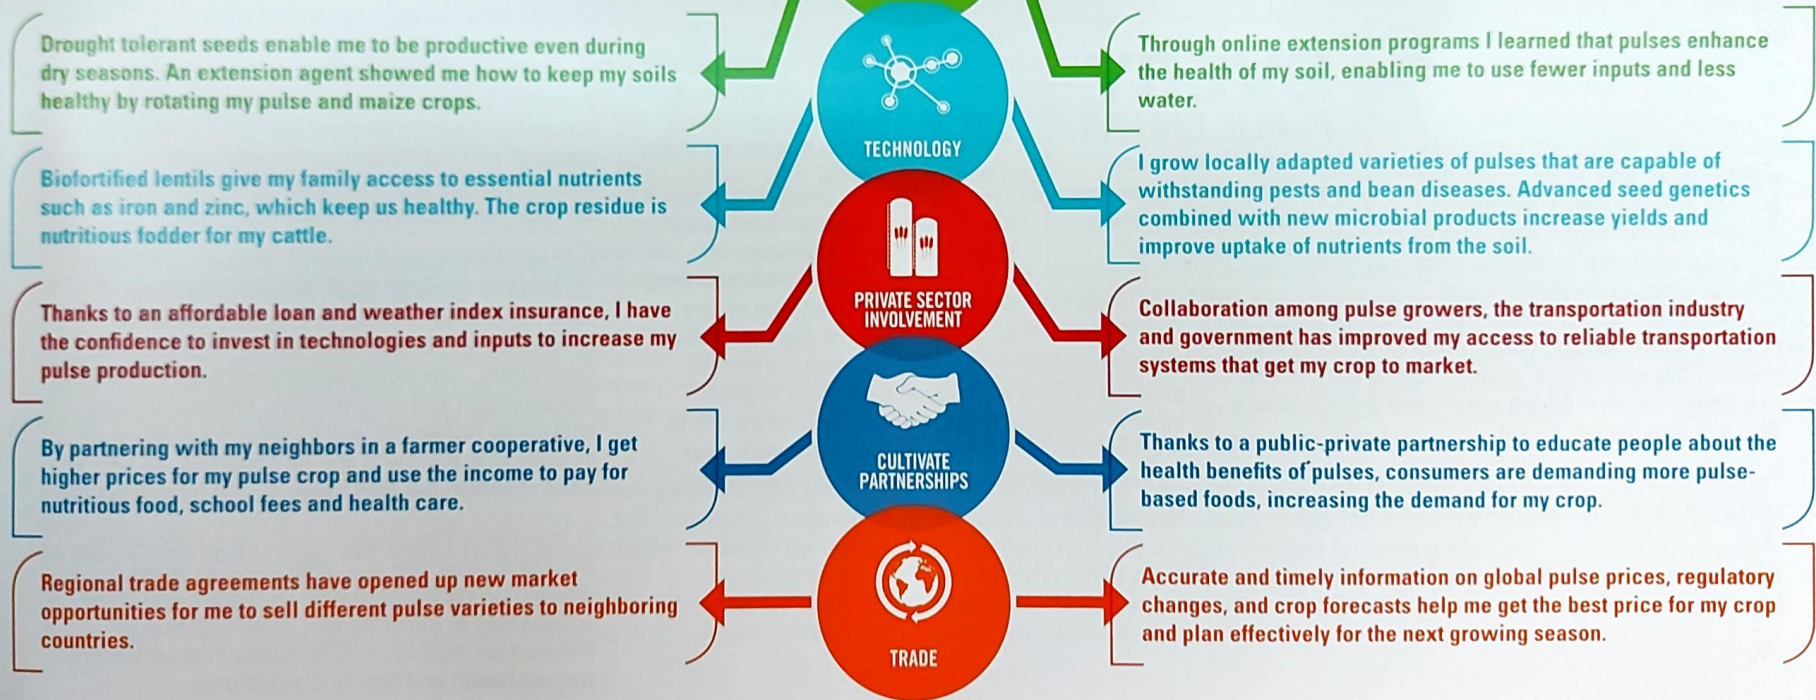 Drought tolerant seeds enable me to be productive even during
dry seasons. An extension agent showed me how to keep my soils
healthy by rotating my pulse and maize crops.
Through online extension programs I learned that pulses enhance
the health of my soil, enabling me to use fewer inputs and less
water.
TECHNOLOGY
Biofortified lentils give my family access to essential nutrients
such as iron and zinc, which keep us healthy. The crop residue is
nutritious fodder for my cattle.
I grow locally adapted varieties of pulses that are capable of
withstanding pests and bean diseases. Advanced seed genetics
combined with new microbial products increase yields and
improve uptake of nutrients from the soil.
PRIVATE SECTOR
INVOLVEMENT
Thanks to an affordable loan and weather index insurance, I have
the confidence to invest in technologies and inputs to increase my
pulse production.
Collaboration among pulse growers, the transportation industry
and government has improved my access to reliable transportation
systems that get my crop to market.
CULTIVATE
PARTNERSHIPS
By partnering with my neighbors in a farmer cooperative, I get
higher prices for my pulse crop and use the income to pay for
nutritious food, school fees and health care.
Thanks to a public-private partnership to educate people about the
health benefits of pulses, consumers are demanding more pulse-
based foods, increasing the demand for my crop.
TRADE
Regional trade agreements have opened up new market
opportunities for me to sell different pulse varieties to neighboring
countries.
Accurate and timely information on global pulse prices, regulatory
changes, and crop forecasts help me get the best price for my crop
and plan effectively for the next growing season.